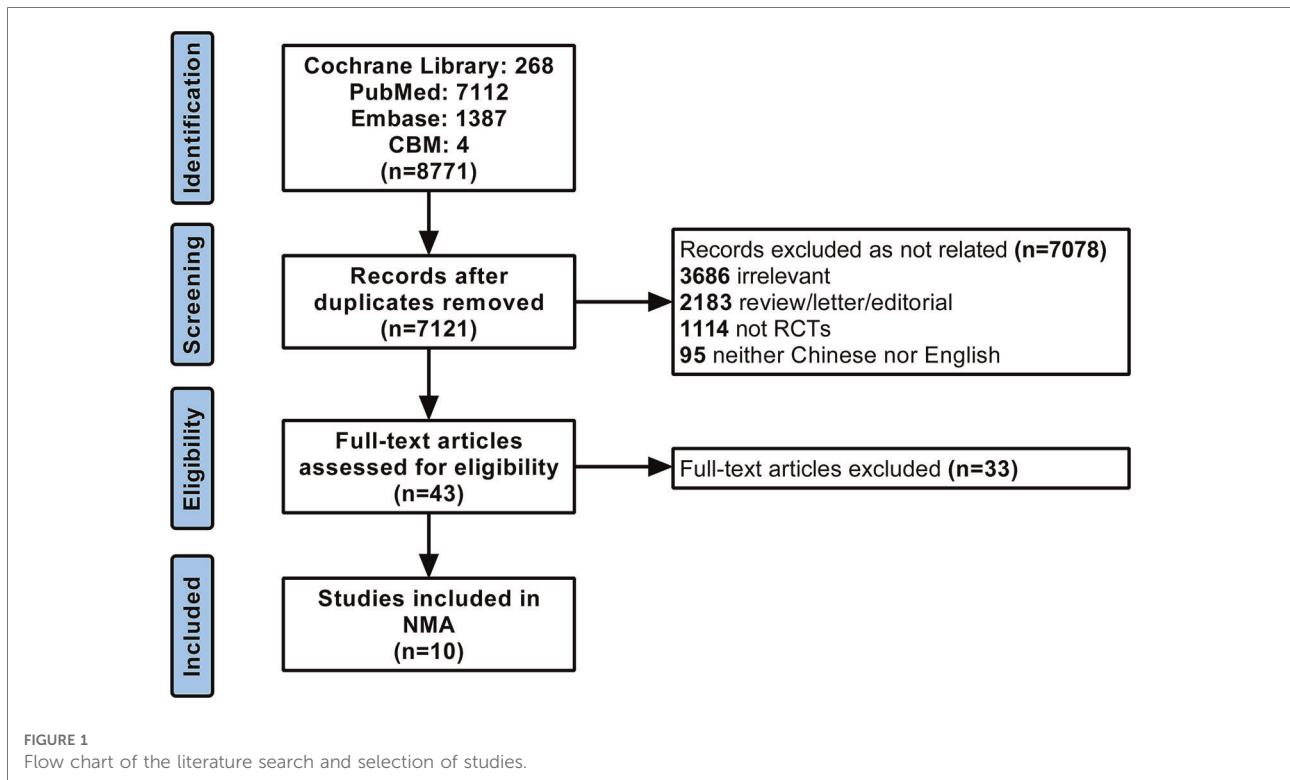 Identification
Cochrane Library: 268
PubMed: 7112
Embase: 1387
CBM: 4
(n=8771)
Screening
Records after
duplicates removed
(n=7121)
Records excluded as not related (n=7078)
3686 irrelevant
2183 review/letter/editorial
1114 not RCTs
95 neither Chinese nor English
Eligibility
Full-text articles
assessed for eligibility
(n=43)
Full-text articles excluded (n=33)
Included
Studies included in
NMA
(n=10)
FIGURE 1
Flow chart of the literature search and selection of studies.